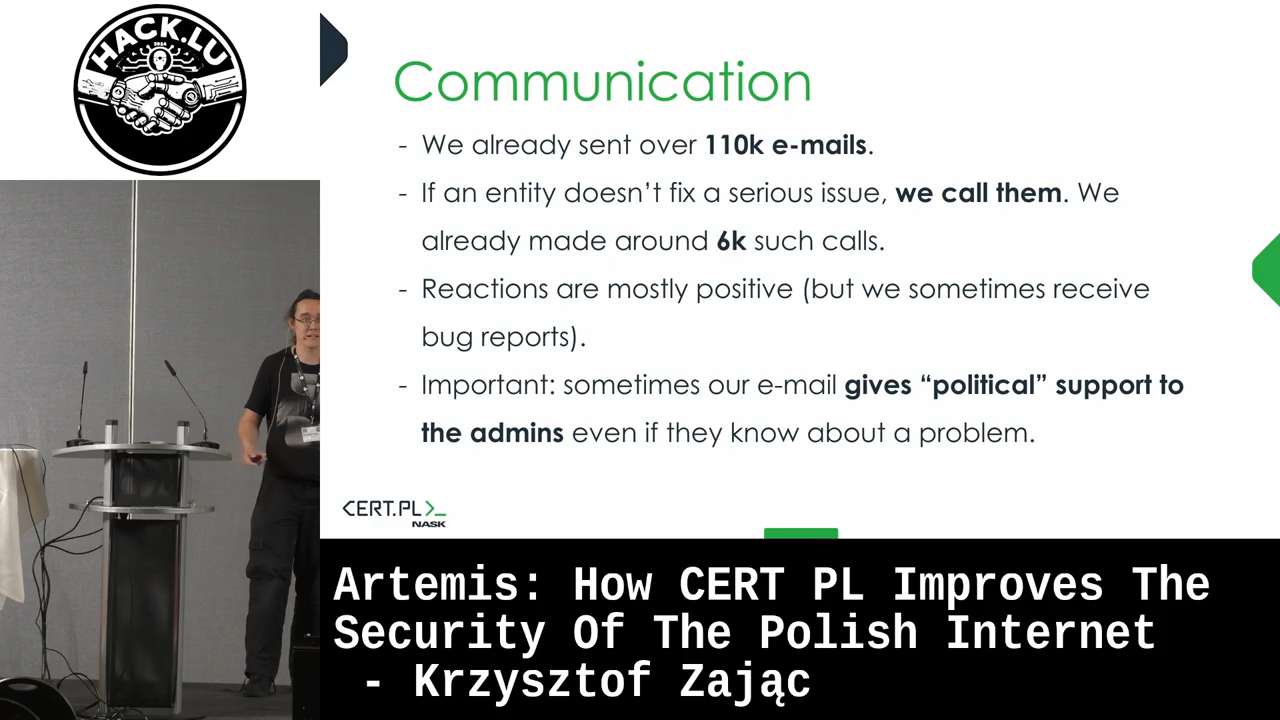 HACK.LU
2024
Communication
- We already sent over 110k e-mails.
- If an entity doesn’t fix a serious issue, we call them. We
already made around 6k such calls.
- Reactions are mostly positive (but we sometimes receive
bug reports).
- Important: sometimes our e-mail gives “political” support to
the admins even if they know about a problem.
CERT.PL>_
NASK
Artemis: How CERT PL Improves The
Security Of The Polish Internet
- Krzysztof Zając